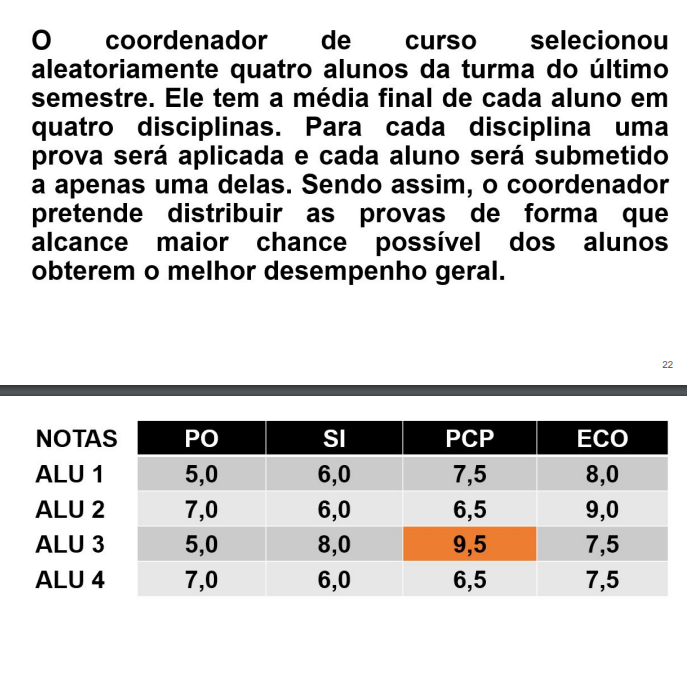 O coordenador de curso selecionou
aleatoriamente quatro alunos da turma do último
semestre. Ele tem a média final de cada aluno em
quatro disciplinas. Para cada disciplina uma
prova será aplicada e cada aluno será submetido
a apenas uma delas. Sendo assim, o coordenador
pretende distribuir as provas de forma que
alcance maior chance possível dos alunos
obterem o melhor desempenho geral.
22
NOTAS PO SI PCP ECO
ALU 1 5,0 6,0 7,5 8,0
ALU 2 7,0 6,0 6,5 9,0
ALU 3 5,0 8,0 9,5 7,5
ALU 4 7,0 6,0 6,5 7,5